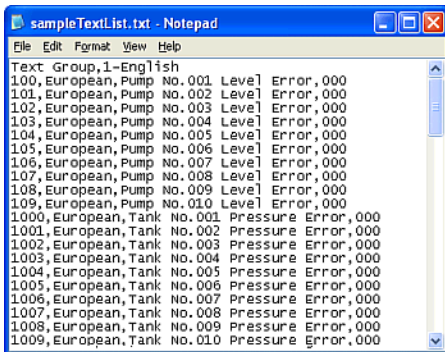 sampleTextList.txt - Notepad
File Edit Format View Help
Text Group,1-English
100,European,Pump No.001 Level Error,000
101,European,Pump No.002 Level Error,000
102,European,Pump No.003 Level Error,000
103,European,Pump No.004 Level Error,000
104,European,Pump No.005 Level Error,000
105,European,Pump No.006 Level Error,000
106,European,Pump No.007 Level Error,000
107,European,Pump No.008 Level Error,000
108,European,Pump No.009 Level Error,000
109,European,Pump No.010 Level Error,000
1000,European,Tank No.001 Pressure Error,000
1001,European,Tank No.002 Pressure Error,000
1002,European,Tank No.003 Pressure Error,000
1003,European,Tank No.004 Pressure Error,000
1004,European,Tank No.005 Pressure Error,000
1005,European,Tank No.006 Pressure Error,000
1006,European,Tank No.007 Pressure Error,000
1007,European,Tank No.008 Pressure Error,000
1008,European,Tank No.009 Pressure Error,000
1009,European,Tank No.010 Pressure Error,000